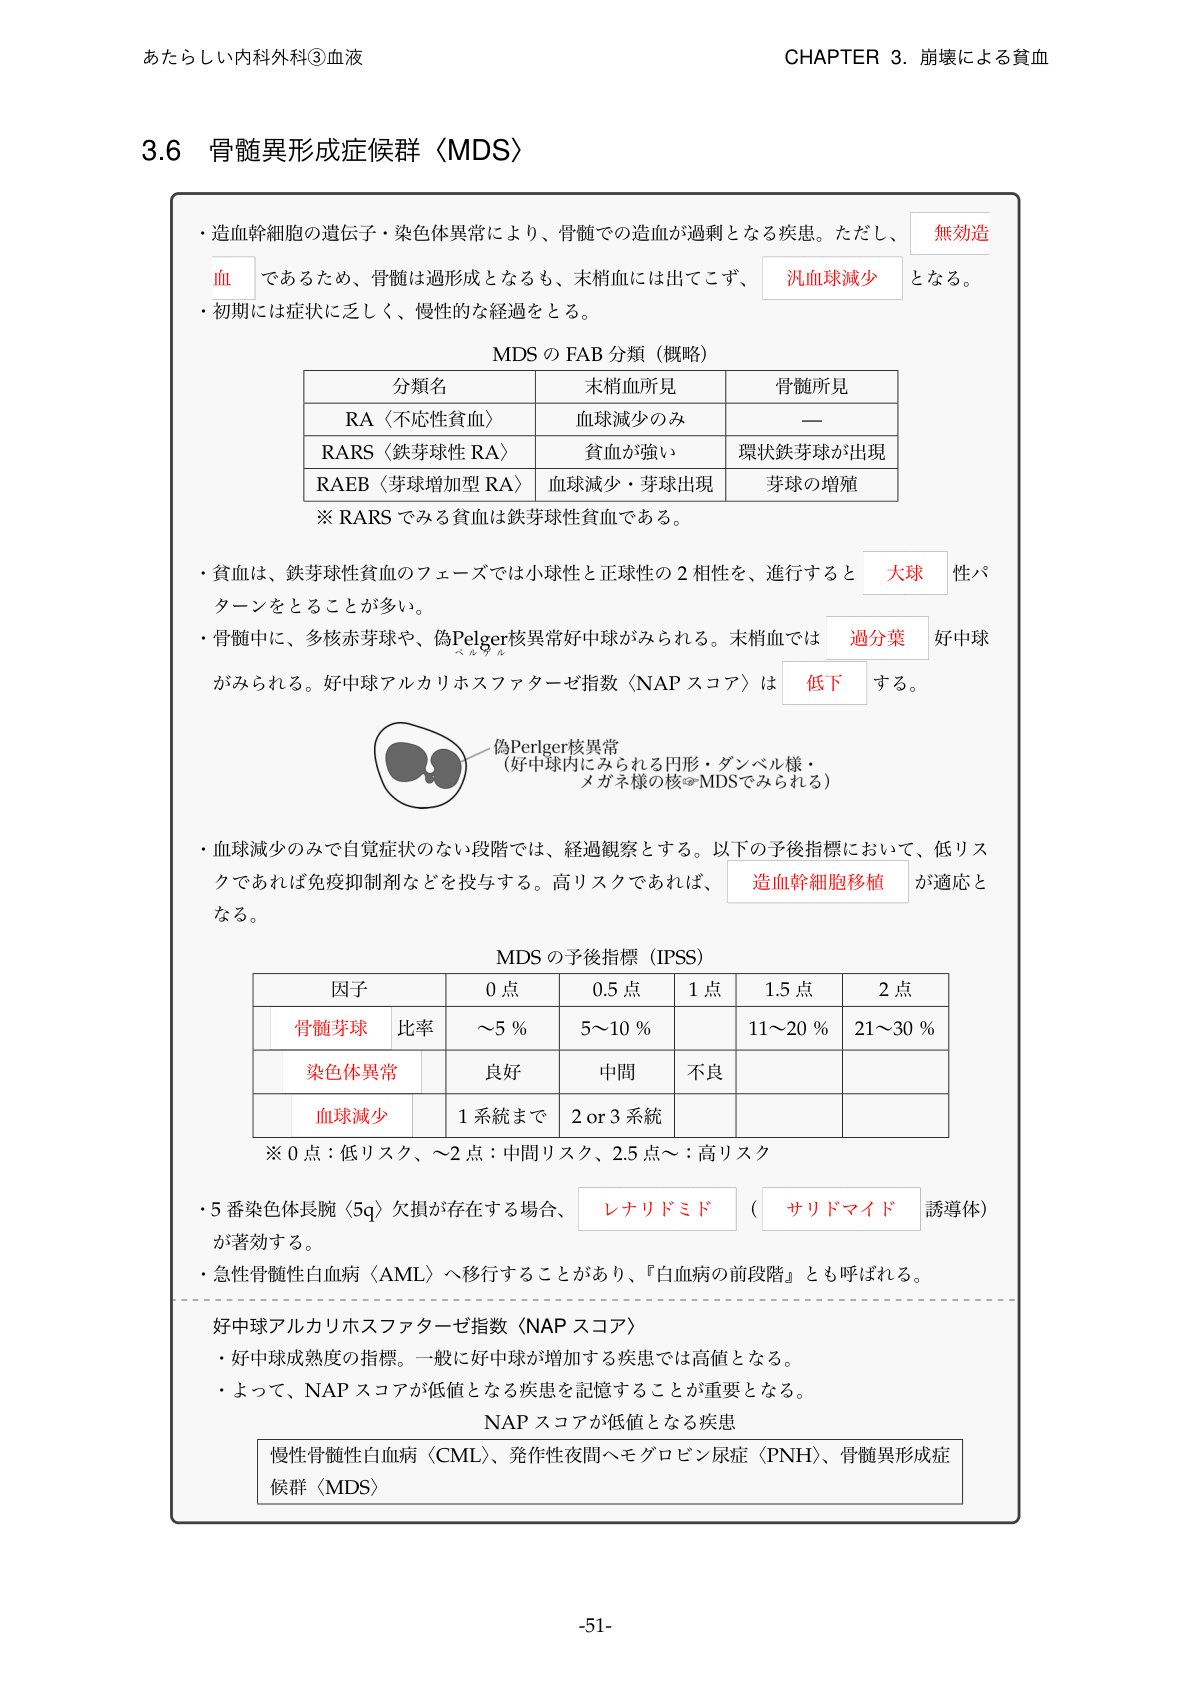 あたらしい内科外科③血液
CHAPTER 3. 崩壊による貧血
3.6 骨髄異形成症候群〈MDS〉
・造血幹細胞の遺伝子・染色体異常により、骨髄での造血が過剰となる疾患。ただし、無効造
血であるため、骨髄は過形成となるも、末梢血には出てこず、汎血球減少となる。
・初期には症状に乏しく、慢性的な経過をとる。
MDS の FAB 分類（概略）
分類名 末梢血所見 骨髄所見
RA〈不応性貧血〉 血球減少のみ —
RARS〈鉄芽球性 RA〉 貧血が強い 環状鉄芽球が出現
RAEB〈芽球増加型 RA〉 血球減少・芽球出現 芽球の増殖
※ RARS でみる貧血は鉄芽球性貧血である。
・貧血は、鉄芽球性貧血のフェーズでは小球性と正球性の 2 相性を、進行すると 大球 性パ
ターンをとることが多い。
・骨髄中に、多核赤芽球や、偽Pelger核異常好中球がみられる。末梢血では 過分葉 好中球
ペルゲル
がみられる。好中球アルカリホスファターゼ指数〈NAP スコア〉は 低下 する。
偽Perlger核異常
（好中球内にみられる円形・ダンベル様・
メガネ様の核☞MDSでみられる）
・血球減少のみで自覚症状のない段階では、経過観察とする。以下の予後指標において、低リス
クであれば免疫抑制剤などを投与する。高リスクであれば、 造血幹細胞移植 が適応と
なる。
MDS の予後指標（IPSS）
因子 0 点 0.5 点 1 点 1.5 点 2 点
骨髄芽球 比率 〜5 % 5〜10 % 11〜20 % 21〜30 %
染色体異常 良好 中間 不良
血球減少 1 系統まで 2 or 3 系統
※ 0 点：低リスク、〜2 点：中間リスク、2.5 点〜：高リスク
・5 番染色体長腕〈5q〉欠損が存在する場合、 レナリドミド （ サリドマイド 誘導体）
が著効する。
・急性骨髄性白血病〈AML〉へ移行することがあり、『白血病の前段階』とも呼ばれる。
好中球アルカリホスファターゼ指数〈NAP スコア〉
・好中球成熟度の指標。一般に好中球が増加する疾患では高値となる。
・よって、NAP スコアが低値となる疾患を記憶することが重要となる。
NAP スコアが低値となる疾患
慢性骨髄性白血病〈CML〉、発作性夜間ヘモグロビン尿症〈PNH〉、骨髄異形成症
候群〈MDS〉
-51-